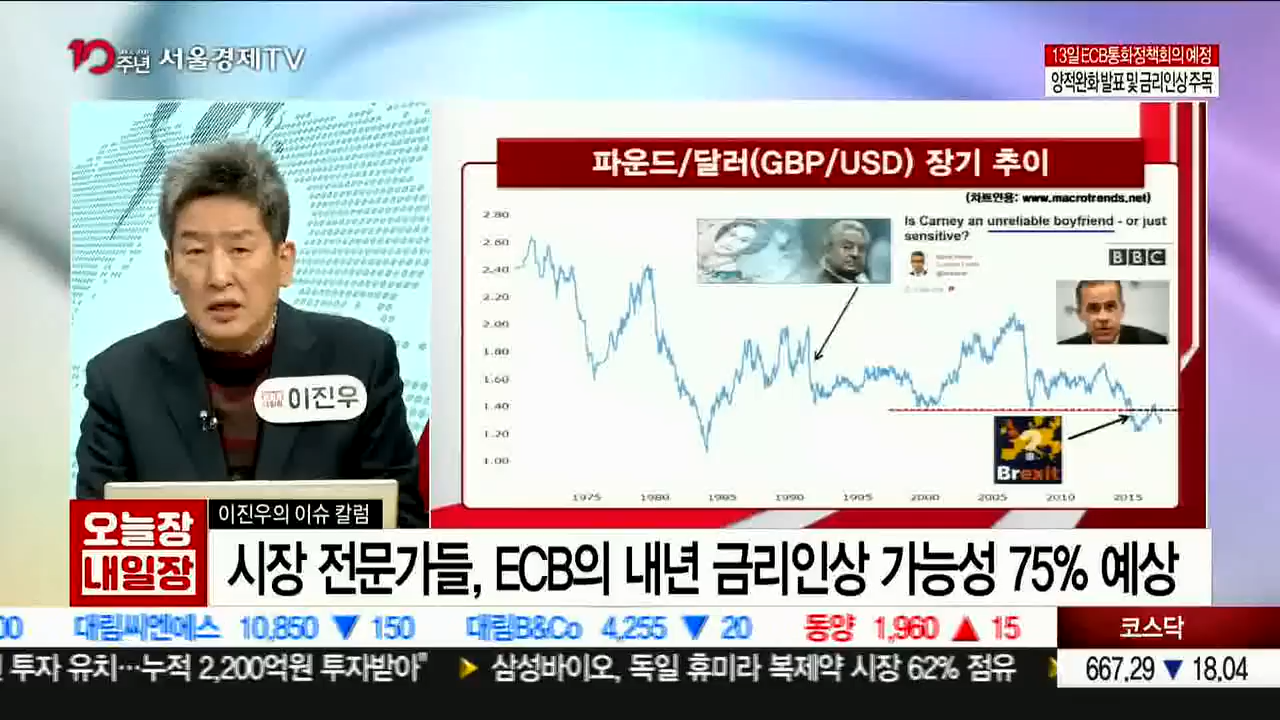 10주년 서울경제TV
13일 ECB통화정책회의 예정
양적완화 발표 및 금리인상 주목
파운드/달러(GBP/USD) 장기 추이
(차트인용: www.macrotrends.net)
Is Carney an unreliable boyfriend - or just
sensitive?
BBC
2.80
2.60
2.40
2.20
2.00
1.80
1.60
1.40
1.20
1.00
Brexit
1975 1980 1985 1990 1995 2000 2005 2010 2015
이진우
오늘장
내일장
이진우의 이슈 칼럼
시장 전문가들, ECB의 내년 금리인상 가능성 75% 예상
00 대림씨엔에스 10,850 ▼ 150 대림B&Co 4,255 ▼ 20 동양 1,960 ▲ 15
코스닥
투자 유치…누적 2,200억원 투자받아" ▶ 삼성바이오, 독일 휴미라 복제약 시장 62% 점유
667.29 ▼ 18.04